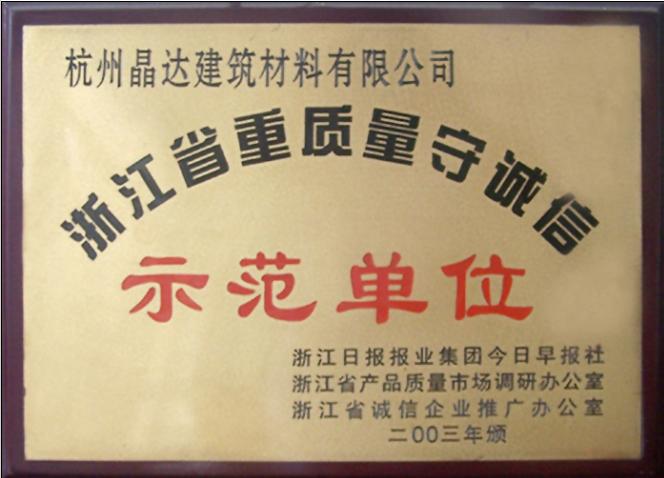 杭州晶达建筑材料有限公司
浙江省重质量守诚信
示范单位
浙江日报报业集团今日早报社
浙江省产品质量市场调研办公室
浙江省诚信企业推广办公室
二00三年颁